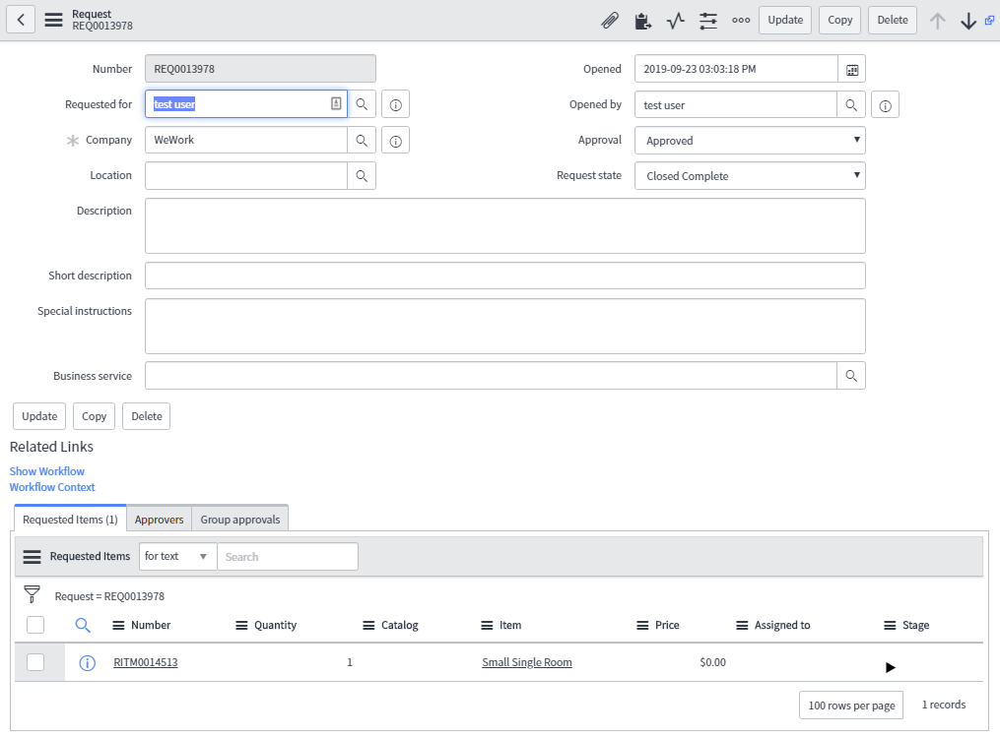 Request
REQ0013978
Update Copy Delete
Number REQ0013978 Opened 2019-09-23 03:03:18 PM
Requested for test user Opened by test user
Company WeWork Approval Approved
Location Request state Closed Complete
Description
Short description
Special instructions
Business service
Update Copy Delete
Related Links
Show Workflow
Workflow Context
Requested Items (1) Approvers Group approvals
Requested Items for text Search
Request = REQ0013978
Number Quantity Catalog Item Price Assigned to Stage
RITM0014513 1 Small Single Room $0.00
100 rows per page 1 records